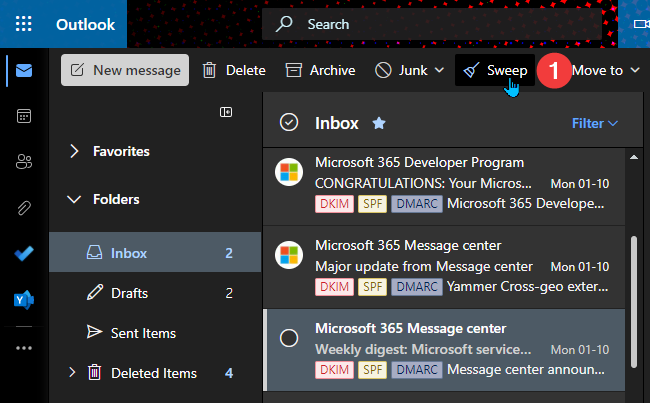 Outlook
Search
New message Delete Archive Junk Sweep 1 Move to
Inbox Filter
Favorites
Folders
Inbox 2
Drafts 2
Sent Items
Deleted Items 4
Microsoft 365 Developer Program
CONGRATULATIONS: Your Micros... Mon 01-10
DKIM SPF DMARC Microsoft 365 Develope...
Microsoft 365 Message center
Major update from Message center Mon 01-10
DKIM SPF DMARC Yammer Cross-geo exter...
Microsoft 365 Message center
Weekly digest: Microsoft service... Mon 01-10
DKIM SPF DMARC Message center announ...